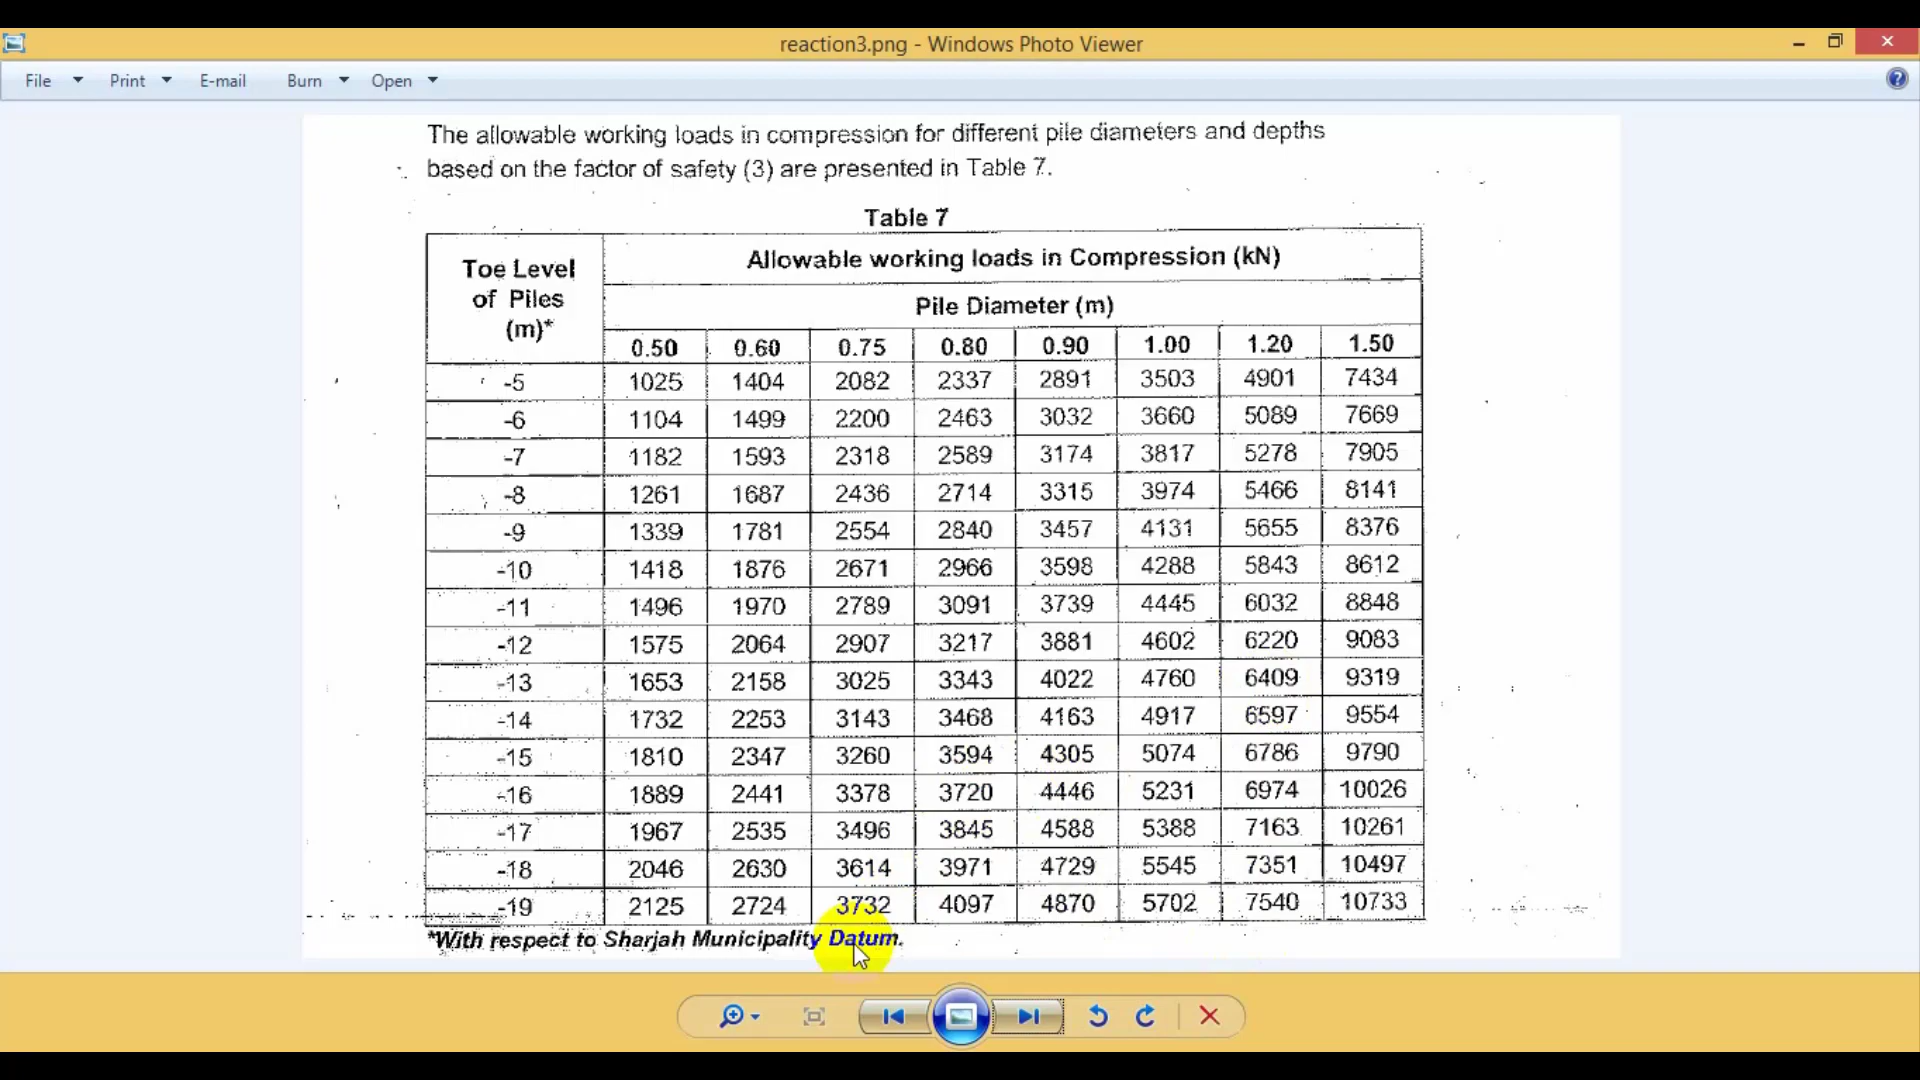 reaction3.png - Windows Photo Viewer
File Print E-mail Burn Open
The allowable working loads in compression for different pile diameters and depths
based on the factor of safety (3) are presented in Table 7.
Table 7
Toe Level of Piles (m)* Allowable working loads in Compression (kN)
Pile Diameter (m)
0.50 0.60 0.75 0.80 0.90 1.00 1.20 1.50
-5 1025 1404 2082 2337 2891 3503 4901 7434
-6 1104 1499 2200 2463 3032 3660 5089 7669
-7 1182 1593 2318 2589 3174 3817 5278 7905
-8 1261 1687 2436 2714 3315 3974 5466 8141
-9 1339 1781 2554 2840 3457 4131 5655 8376
-10 1418 1876 2671 2966 3598 4288 5843 8612
-11 1496 1970 2789 3091 3739 4445 6032 8848
-12 1575 2064 2907 3217 3881 4602 6220 9083
-13 1653 2158 3025 3343 4022 4760 6409 9319
-14 1732 2253 3143 3468 4163 4917 6597 9554
-15 1810 2347 3260 3594 4305 5074 6786 9790
-16 1889 2441 3378 3720 4446 5231 6974 10026
-17 1967 2535 3496 3845 4588 5388 7163 10261
-18 2046 2630 3614 3971 4729 5545 7351 10497
-19 2125 2724 3732 4097 4870 5702 7540 10733
*With respect to Sharjah Municipality Datum.